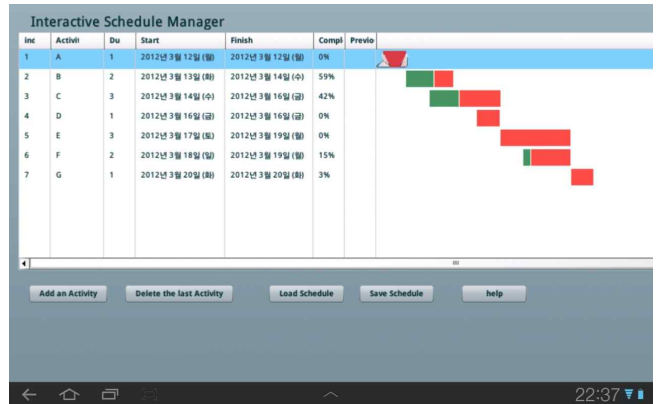 Interactive Schedule Manager
inc Activit Du Start Finish Compl Previo
1 A 1 2012년 3월 12일 (월) 2012년 3월 12일 (월) 0%
2 B 2 2012년 3월 13일 (화) 2012년 3월 14일 (수) 59%
3 C 3 2012년 3월 14일 (수) 2012년 3월 16일 (금) 42%
4 D 1 2012년 3월 16일 (금) 2012년 3월 16일 (금) 0%
5 E 3 2012년 3월 17일 (토) 2012년 3월 19일 (월) 0%
6 F 2 2012년 3월 18일 (일) 2012년 3월 19일 (월) 15%
7 G 1 2012년 3월 20일 (화) 2012년 3월 20일 (화) 3%
Add an Activity Delete the last Activity Load Schedule Save Schedule help
22:37